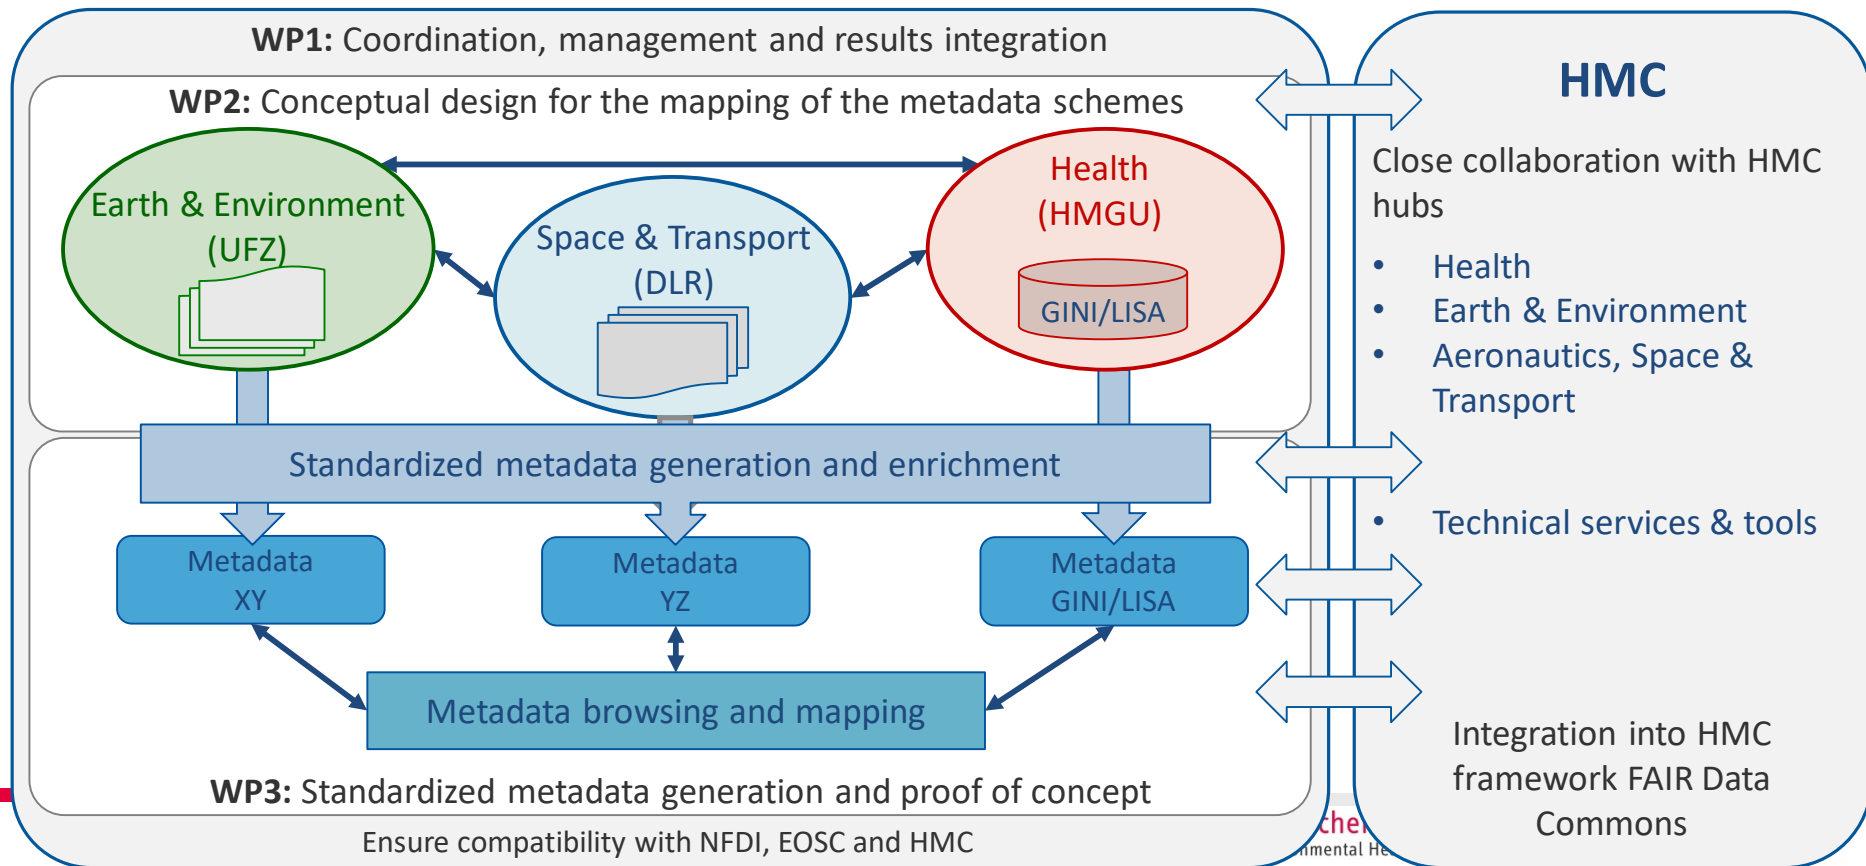 WP1: Coordination, management and results integration
WP2: Conceptual design for the mapping of the metadata schemes
Earth & Environment
(UFZ)
Space & Transport
(DLR)
Health
(HMGU)
GINI/LISA
Standardized metadata generation and enrichment
Metadata
XY
Metadata
YZ
Metadata
GINI/LISA
Metadata browsing and mapping
WP3: Standardized metadata generation and proof of concept
Ensure compatibility with NFDI, EOSC and HMC
HMC
Close collaboration with HMC
hubs
• Health
• Earth & Environment
• Aeronautics, Space &
Transport
• Technical services & tools
Integration into HMC
framework FAIR Data
Commons